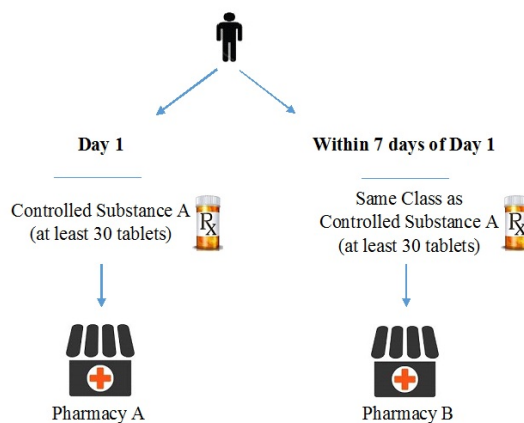 Day 1
Within 7 days of Day 1
Controlled Substance A
(at least 30 tablets)
Rx
Same Class as
Controlled Substance A
(at least 30 tablets)
Rx
Pharmacy A
Pharmacy B